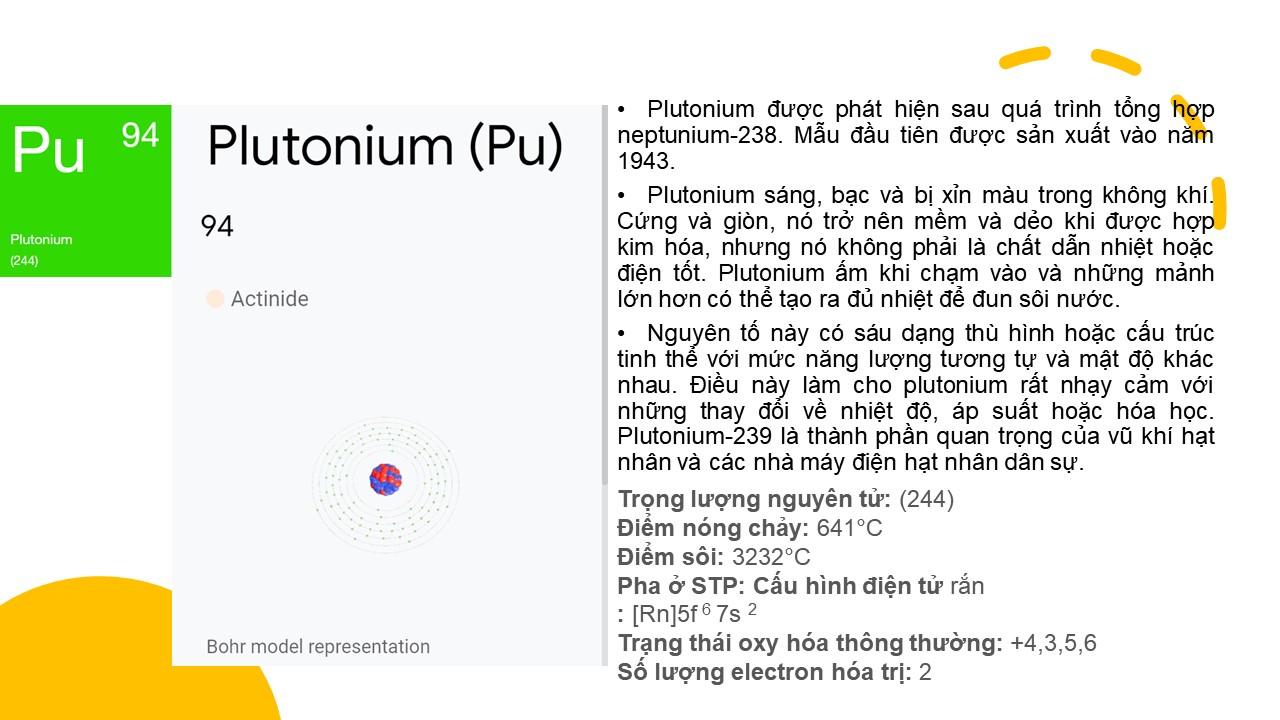 Pu 94
Plutonium
(244)
Plutonium (Pu)
94
Actinide
Bohr model representation
• Plutonium được phát hiện sau quá trình tổng hợp
neptunium-238. Mẫu đầu tiên được sản xuất vào năm
1943.
• Plutonium sáng, bạc và bị xỉn màu trong không khí.
Cứng và giòn, nó trở nên mềm và dẻo khi được hợp
kim hóa, nhưng nó không phải là chất dẫn nhiệt hoặc
điện tốt. Plutonium ấm khi chạm vào và những mảnh
lớn hơn có thể tạo ra đủ nhiệt để đun sôi nước.
• Nguyên tố này có sáu dạng thù hình hoặc cấu trúc
tinh thể với mức năng lượng tương tự và mật độ khác
nhau. Điều này làm cho plutonium rất nhạy cảm với
những thay đổi về nhiệt độ, áp suất hoặc hóa học.
Plutonium-239 là thành phần quan trọng của vũ khí hạt
nhân và các nhà máy điện hạt nhân dân sự.
Trọng lượng nguyên tử: (244)
Điểm nóng chảy: 641°C
Điểm sôi: 3232°C
Pha ở STP: Cấu hình điện tử rắn
: [Rn]5f ⁶ 7s ²
Trạng thái oxy hóa thông thường: +4,3,5,6
Số lượng electron hóa trị: 2